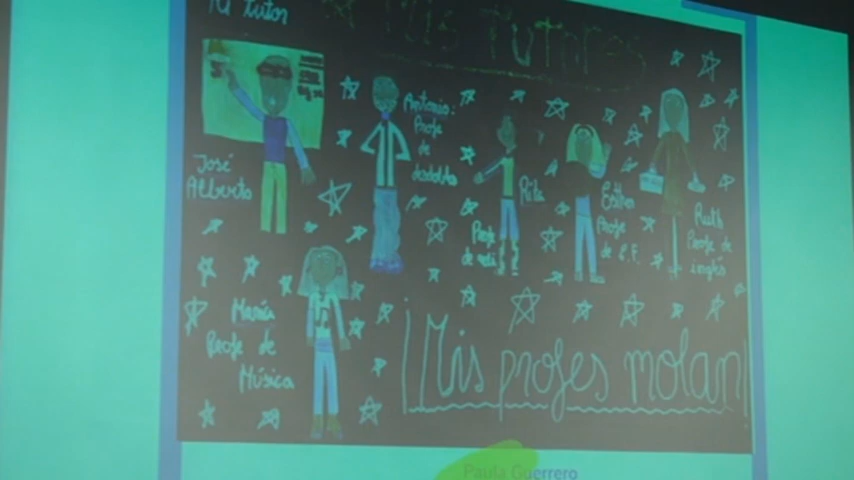 Tu tutor
MIS TUTORES
José
Alberto
Antonio:
Profe
de
Profe
de reli
Rita
Esther
Profe
de E.F.
Ruth
Profe de
inglés
María
Profe de
Música
¡Mis profes molan!
Paula Guerrero